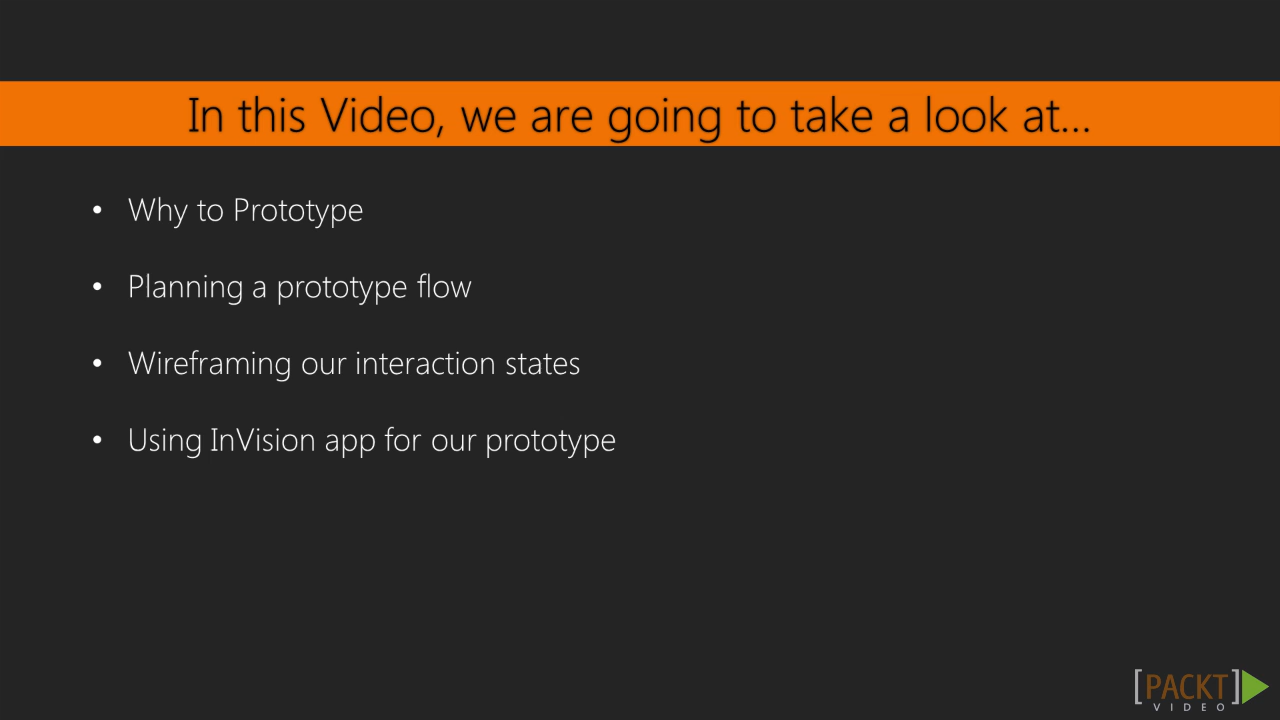 In this Video, we are going to take a look at...
• Why to Prototype
• Planning a prototype flow
• Wireframing our interaction states
• Using InVision app for our prototype
[PACKT]
VIDEO